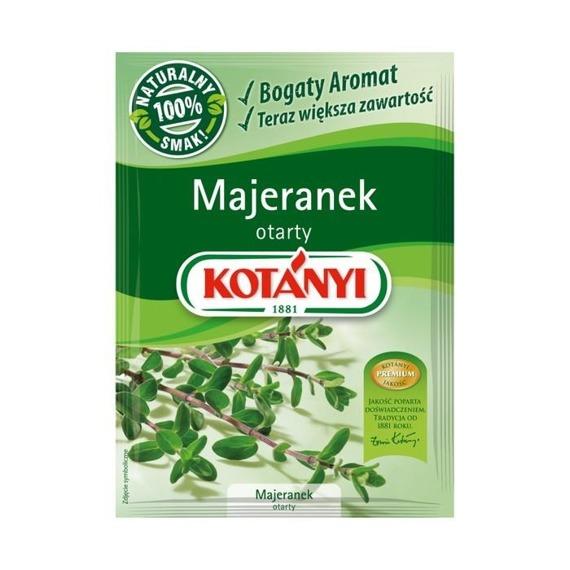 NATURALNY
100%
SMAK!
Bogaty Aromat
Teraz większa zawartość
Majeranek
otarty
KOTÁNYI
1881
KOTÁNYI
PREMIUM
JAKOŚĆ
JAKOŚĆ POPARTA
DOŚWIADCZENIEM.
TRADYCJA OD
1881 ROKU.
Zdjęcie symboliczne
Majeranek
otarty